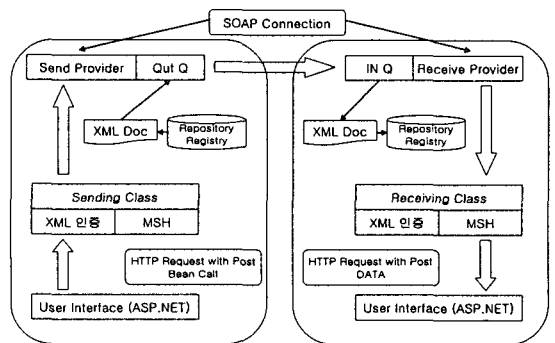 SOAP Connection
Send Provider
Qut Q
IN Q
Receive Provider
XML Doc
Repository
Registry
XML Doc
Repository
Registry
Sending Class
XML 인증
MSH
Receiving Class
XML 인증
MSH
HTTP Request with Post
Bean Call
HTTP Request with Post
DATA
User Interface (ASP.NET)
User Interface (ASP.NET)